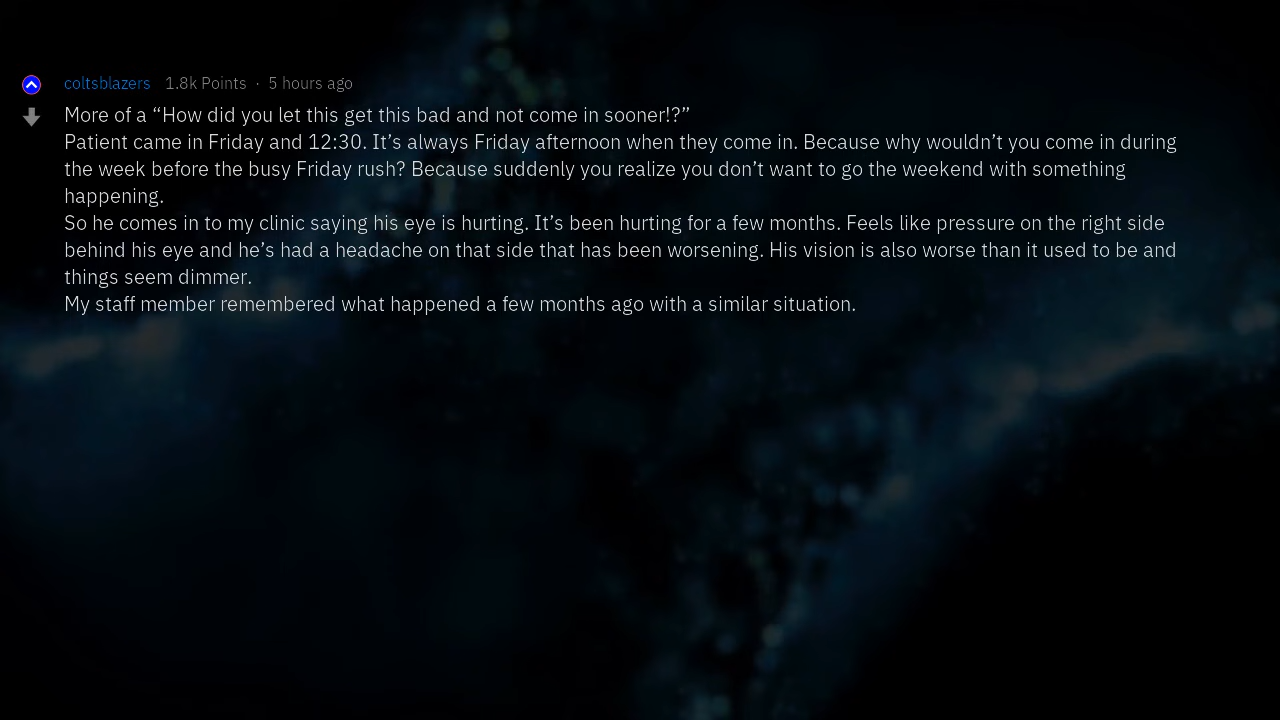 coltsblazers 1.8k Points · 5 hours ago
More of a “How did you let this get this bad and not come in sooner!?”
Patient came in Friday and 12:30. It’s always Friday afternoon when they come in. Because why wouldn’t you come in during
the week before the busy Friday rush? Because suddenly you realize you don’t want to go the weekend with something
happening.
So he comes in to my clinic saying his eye is hurting. It’s been hurting for a few months. Feels like pressure on the right side
behind his eye and he’s had a headache on that side that has been worsening. His vision is also worse than it used to be and
things seem dimmer.
My staff member remembered what happened a few months ago with a similar situation.